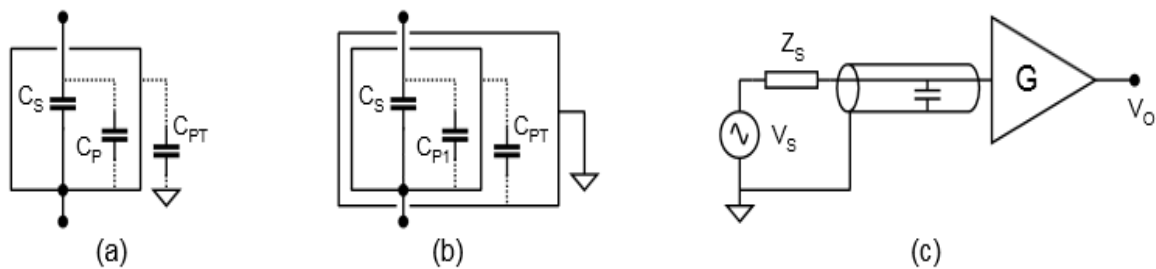 C_S
C_P
C_PT
(a)
C_S
C_P1
C_PT
(b)
Z_S
V_S
G
V_O
(c)